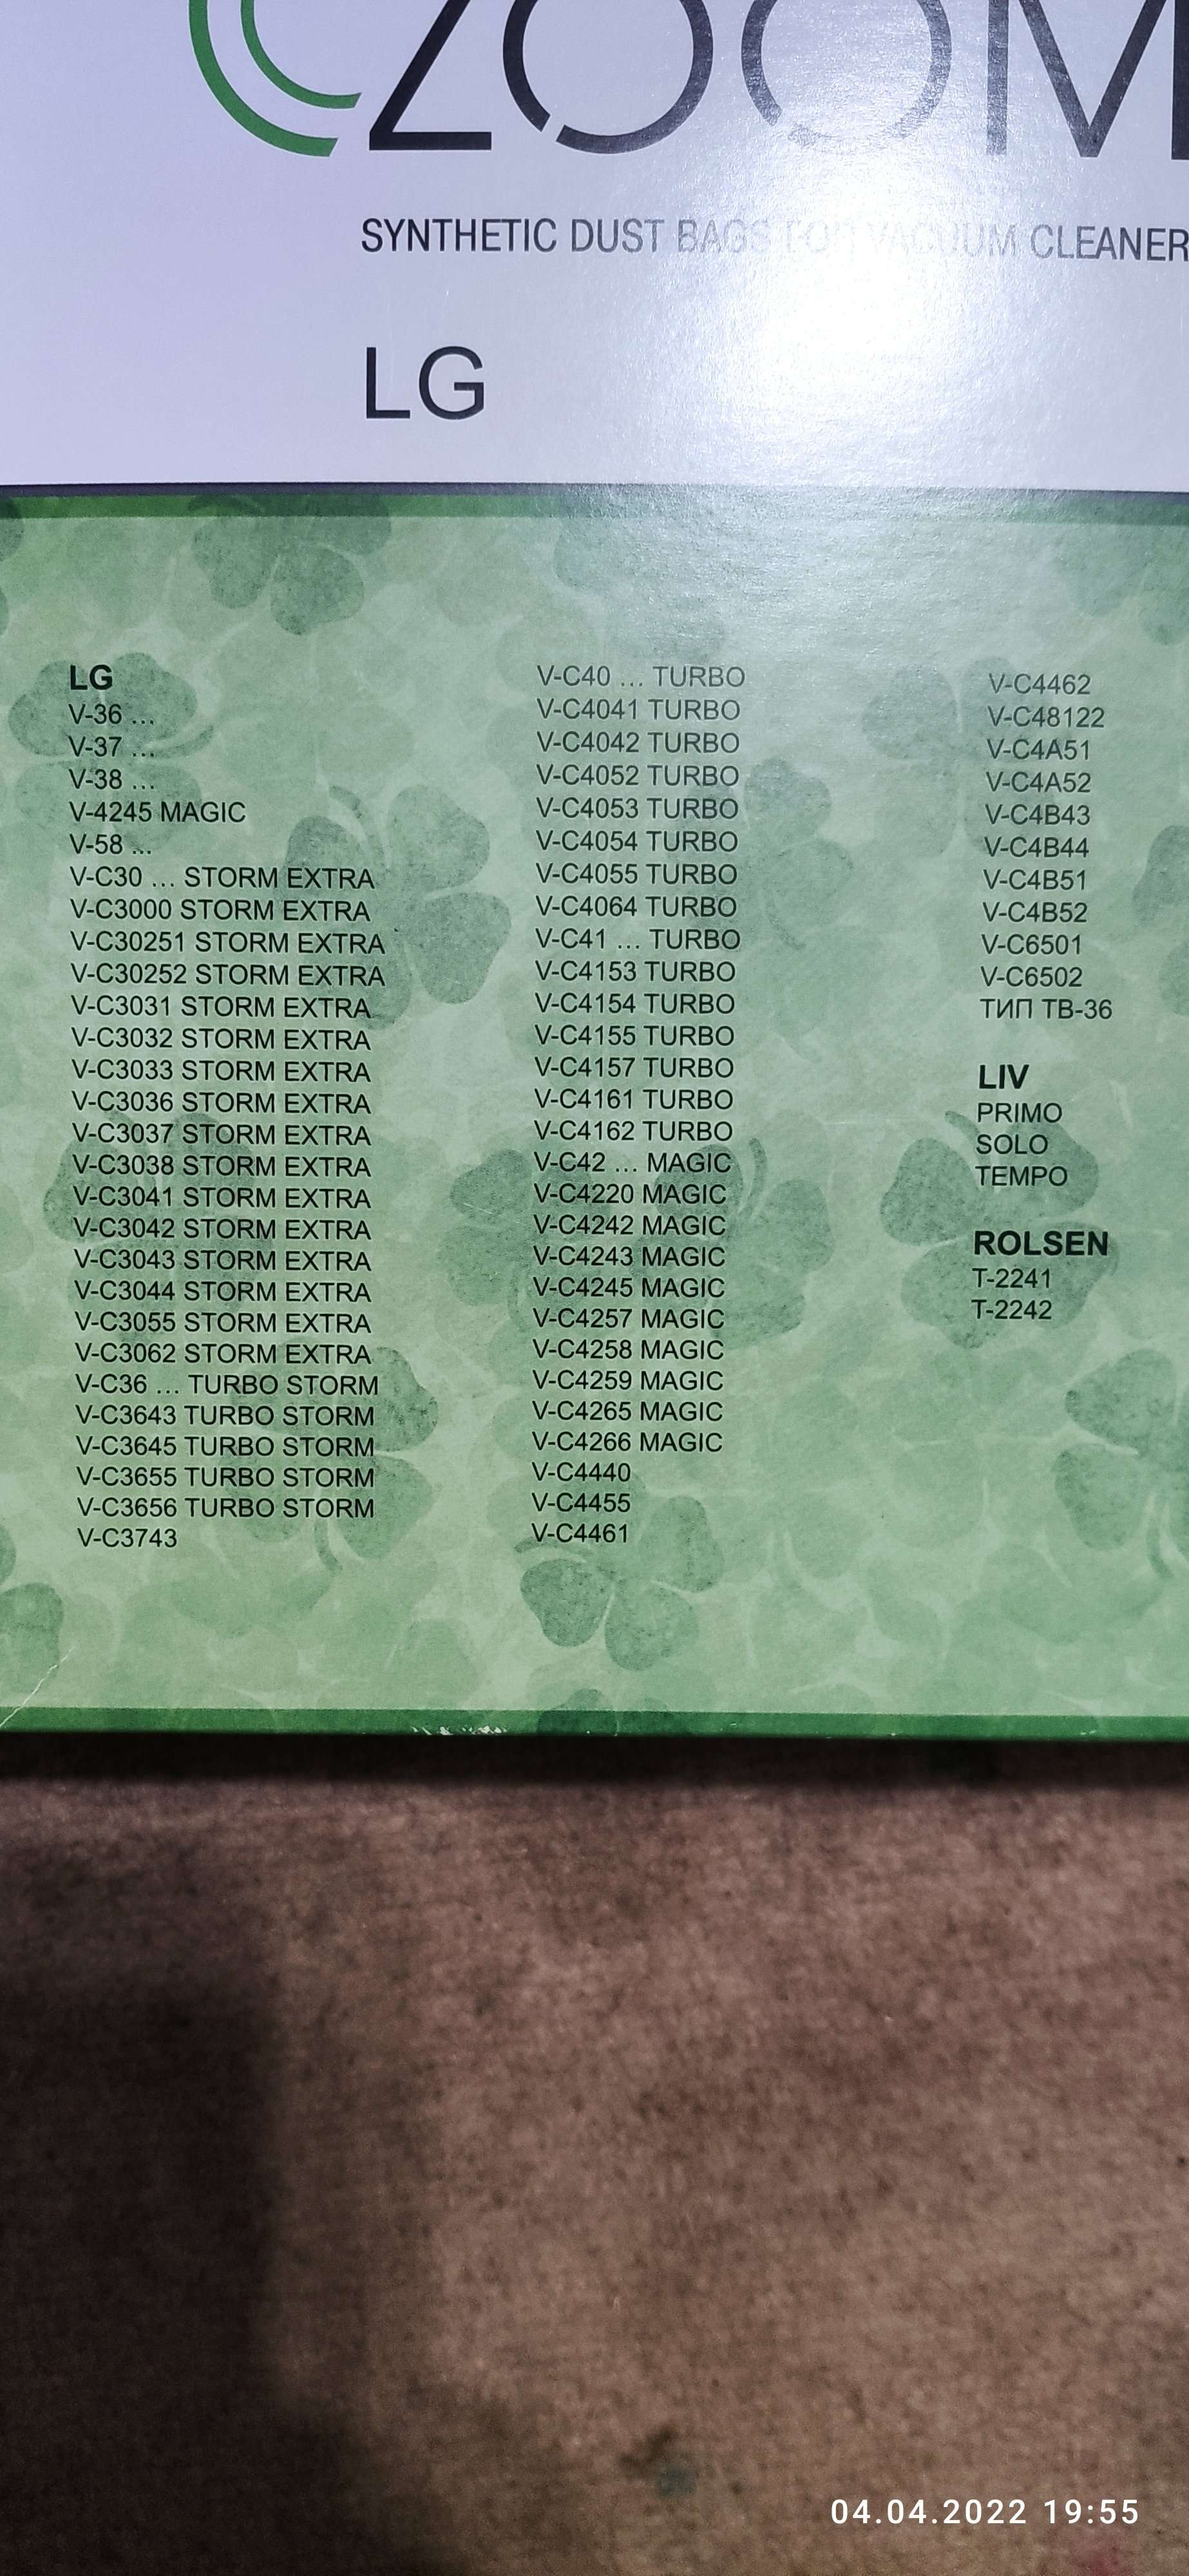 ZOOM
SYNTHETIC DUST BAGS FOR VACUUM CLEANER
LG
LG
V-36 ...
V-37 ...
V-38 ...
V-4245 MAGIC
V-58 ...
V-C30 ... STORM EXTRA
V-C3000 STORM EXTRA
V-C30251 STORM EXTRA
V-C30252 STORM EXTRA
V-C3031 STORM EXTRA
V-C3032 STORM EXTRA
V-C3033 STORM EXTRA
V-C3036 STORM EXTRA
V-C3037 STORM EXTRA
V-C3038 STORM EXTRA
V-C3041 STORM EXTRA
V-C3042 STORM EXTRA
V-C3043 STORM EXTRA
V-C3044 STORM EXTRA
V-C3055 STORM EXTRA
V-C3062 STORM EXTRA
V-C36 ... TURBO STORM
V-C3643 TURBO STORM
V-C3645 TURBO STORM
V-C3655 TURBO STORM
V-C3656 TURBO STORM
V-C3743
V-C40 ... TURBO
V-C4041 TURBO
V-C4042 TURBO
V-C4052 TURBO
V-C4053 TURBO
V-C4054 TURBO
V-C4055 TURBO
V-C4064 TURBO
V-C41 ... TURBO
V-C4153 TURBO
V-C4154 TURBO
V-C4155 TURBO
V-C4157 TURBO
V-C4161 TURBO
V-C4162 TURBO
V-C42 ... MAGIC
V-C4220 MAGIC
V-C4242 MAGIC
V-C4243 MAGIC
V-C4245 MAGIC
V-C4257 MAGIC
V-C4258 MAGIC
V-C4259 MAGIC
V-C4265 MAGIC
V-C4266 MAGIC
V-C4440
V-C4455
V-C4461
V-C4462
V-C48122
V-C4A51
V-C4A52
V-C4B43
V-C4B44
V-C4B51
V-C4B52
V-C6501
V-C6502
ТИП ТВ-36
LIV
PRIMO
SOLO
TEMPO
ROLSEN
T-2241
T-2242
04.04.2022 19:55